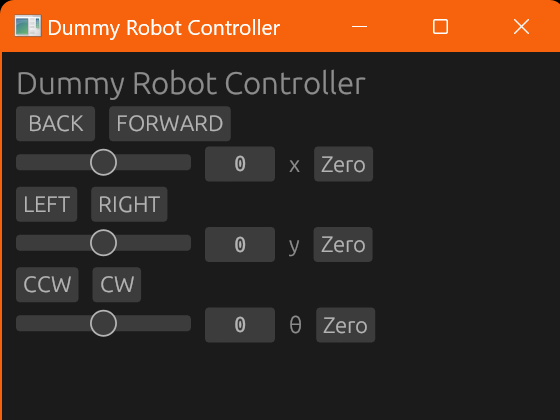 Dummy Robot Controller
Dummy Robot Controller
BACK FORWARD
0 x Zero
LEFT RIGHT
0 y Zero
CCW CW
0 θ Zero